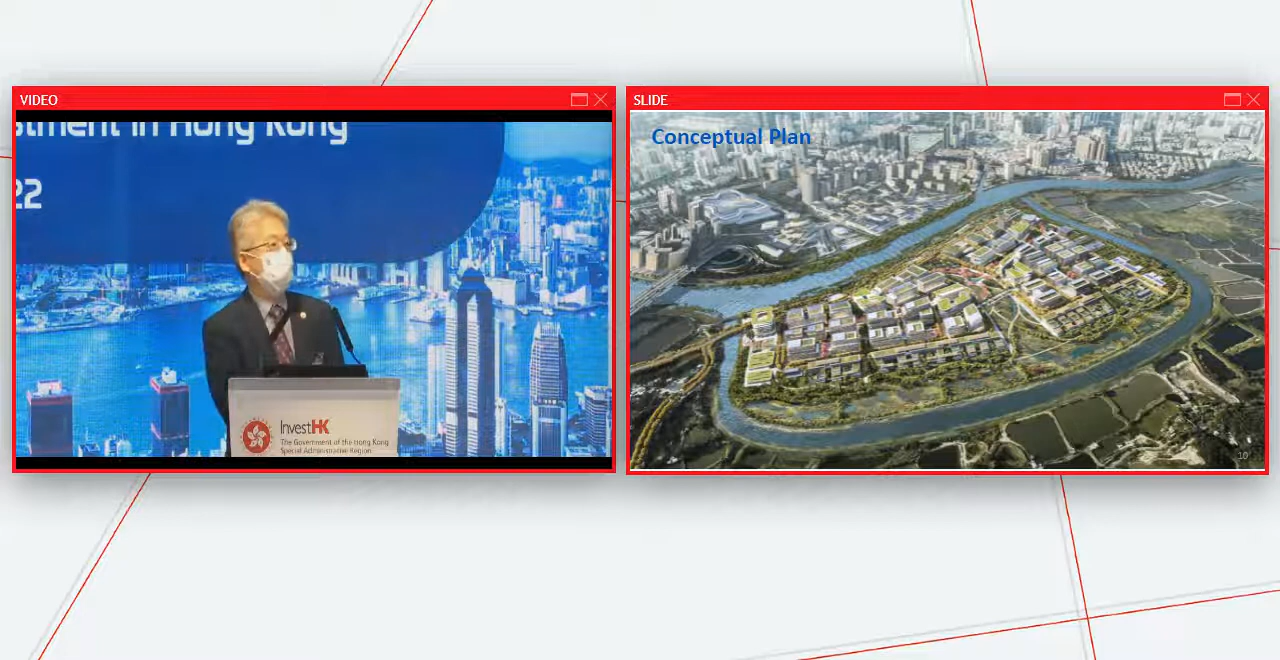 VIDEO
stment in Hong Kong
22
InvestHK
The Government of the Hong Kong
Special Administrative Region
SLIDE
Conceptual Plan
10